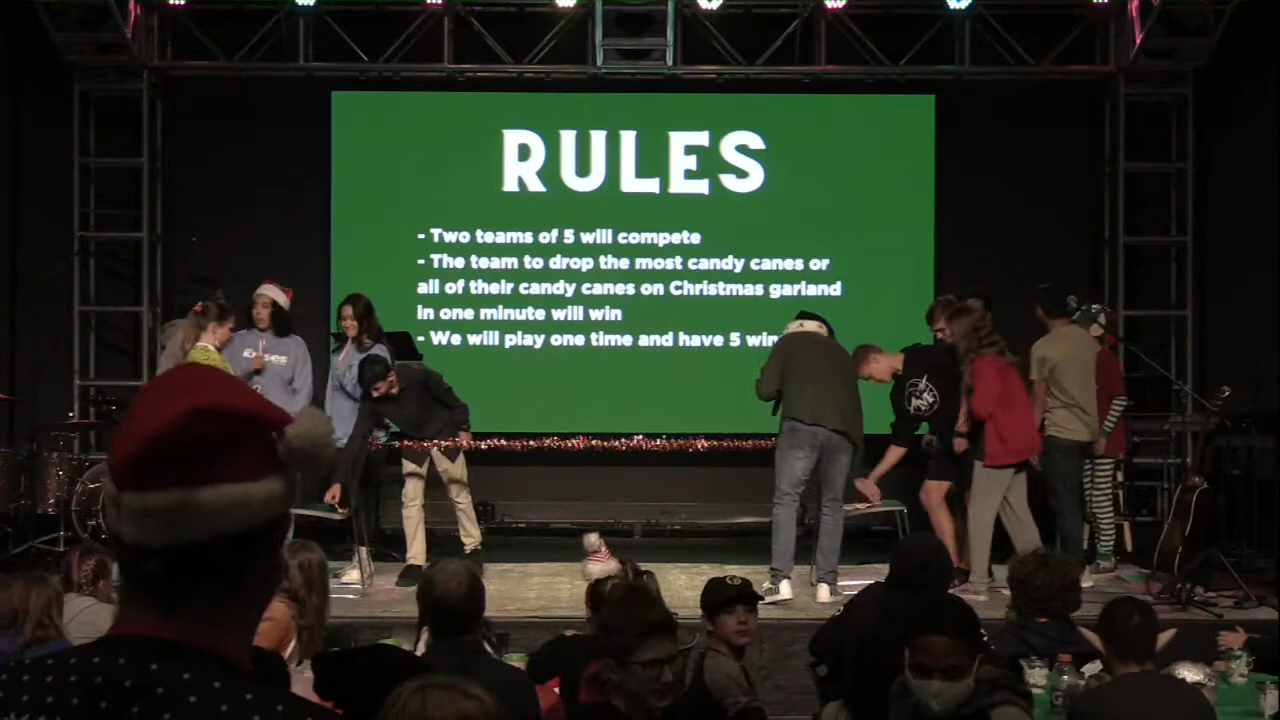 RULES
- Two teams of 5 will compete
- The team to drop the most candy canes or
all of their candy canes on Christmas garland
in one minute will win
- We will play one time and have 5